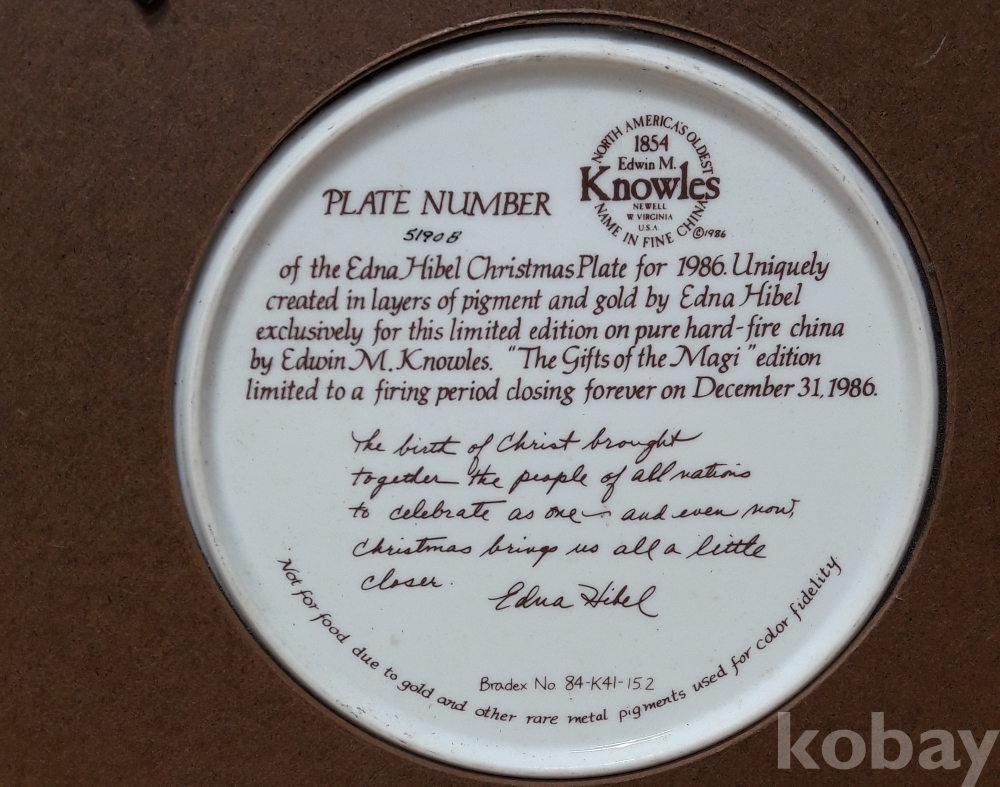 NORTH AMERICA'S OLDEST
1854
Edwin M.
Knowles
NEWELL
W VIRGINIA
U.S.A.
NAME IN FINE CHINA
©1986
PLATE NUMBER
5190B
of the Edna Hibel Christmas Plate for 1986. Uniquely
created in layers of pigment and gold by Edna Hibel
exclusively for this limited edition on pure hard-fire china
by Edwin M. Knowles. "The Gifts of the Magi" edition
limited to a firing period closing forever on December 31, 1986.
The birth of Christ brought
together the people of all nations
to celebrate as one — and even now,
Christmas brings us all a little
closer.
Edna Hibel
Bradex No. 84-K41-15.2
Not for food due to gold and other rare metal pigments used for color fidelity
kobay